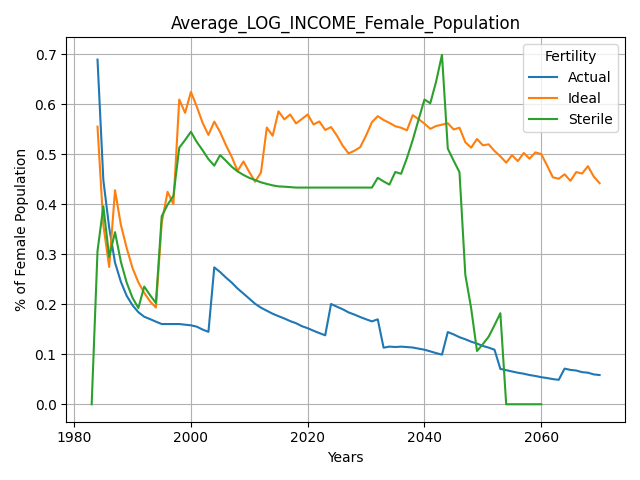 Average_LOG_INCOME_Female_Population
Fertility
Actual
Ideal
Sterile
% of Female Population
0.7
0.6
0.5
0.4
0.3
0.2
0.1
0.0
1980
2000
2020
2040
2060
Years